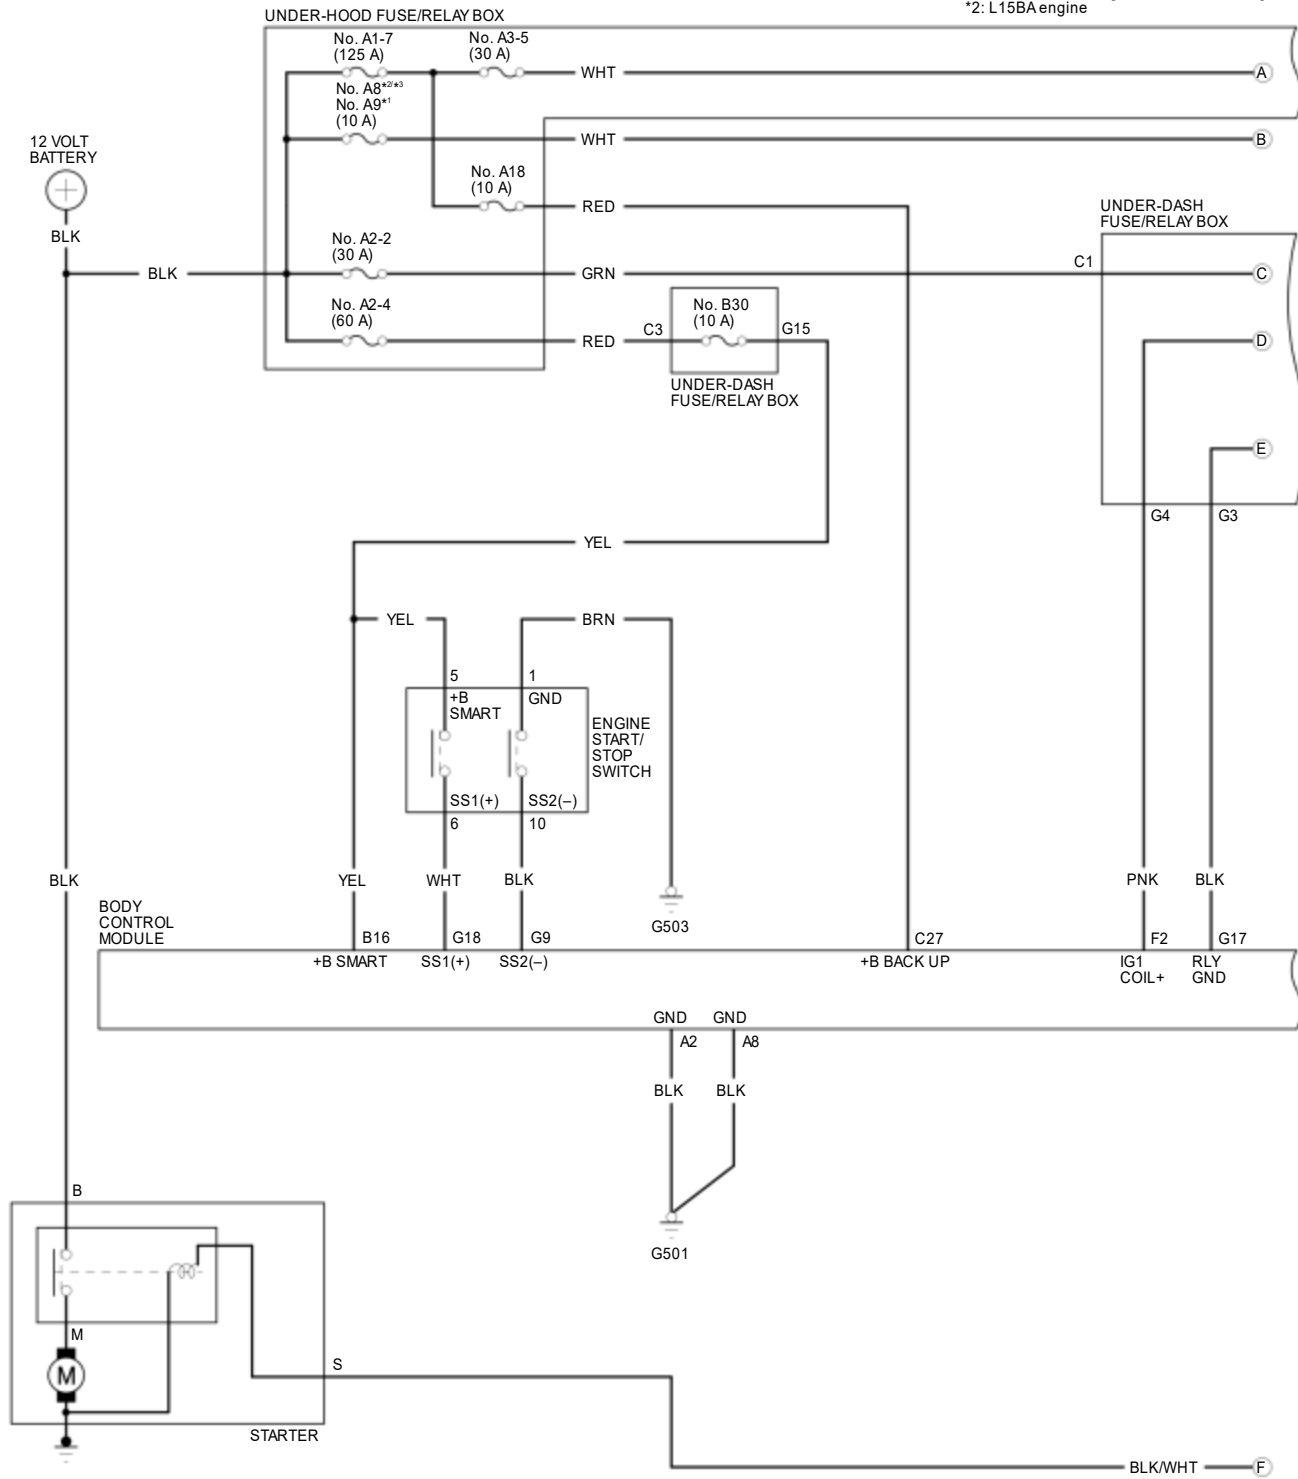 *2: L15BA engine
UNDER-HOOD FUSE/RELAY BOX
No. A1-7
(125 A)
No. A3-5
(30 A)
WHT
A
No. A8*2/*3
No. A9*1
(10 A)
WHT
B
12 VOLT
BATTERY
No. A18
(10 A)
RED
UNDER-DASH
FUSE/RELAY BOX
BLK
No. A2-2
(30 A)
BLK
GRN
C1
C
No. A2-4
(60 A)
RED
C3
No. B30
(10 A)
G15
D
UNDER-DASH
FUSE/RELAY BOX
E
G4
G3
YEL
YEL
BRN
5
1
+B
SMART
GND
ENGINE
START/
STOP
SWITCH
SS1(+)
SS2(–)
6
10
BLK
YEL
WHT
BLK
PNK
BLK
G503
BODY
CONTROL
MODULE
B16
G18
G9
C27
F2
G17
+B SMART
SS1(+)
SS2(–)
+B BACK UP
IG1
COIL+
RLY
GND
GND
GND
A2
A8
BLK
BLK
G501
B
M
M
S
STARTER
BLK/WHT
F